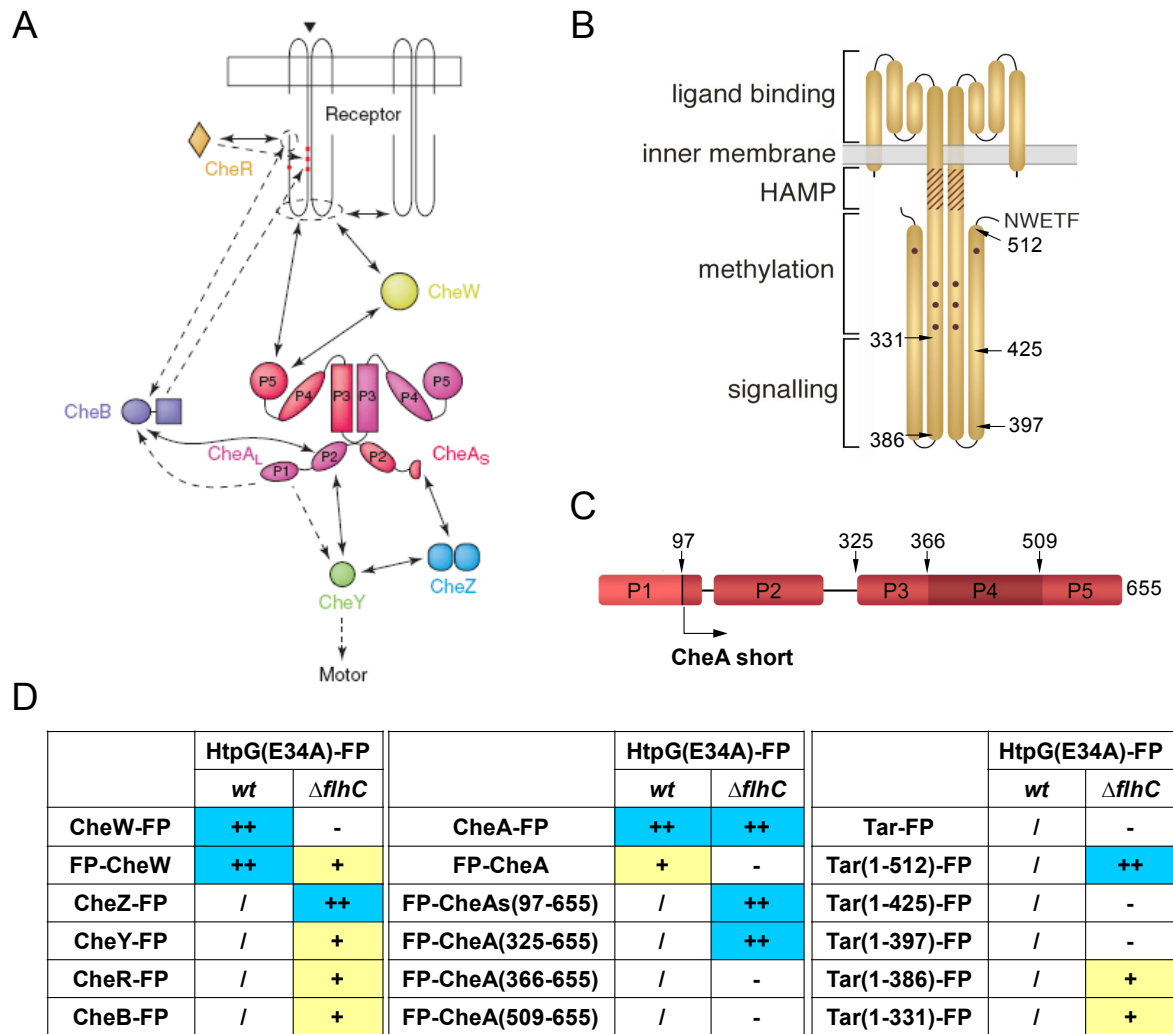 A
Receptor
CheR
CheW
P5
P4
P3
P3
P4
P5
CheB
CheAL
P1
P2
P2
CheAS
CheY
CheZ
Motor
B
ligand binding
inner membrane
HAMP
methylation
signalling
NWETF
512
331
425
386
397
C
97 325 366 509
P1 P2 P3 P4 P5 655
CheA short
D
HtpG(E34A)-FP HtpG(E34A)-FP HtpG(E34A)-FP
wt ΔflhC wt ΔflhC wt ΔflhC
CheW-FP ++ - CheA-FP ++ ++ Tar-FP / -
FP-CheW ++ + FP-CheA + - Tar(1-512)-FP / ++
CheZ-FP / ++ FP-CheAs(97-655) / ++ Tar(1-425)-FP / -
CheY-FP / + FP-CheA(325-655) / ++ Tar(1-397)-FP / -
CheR-FP / + FP-CheA(366-655) / - Tar(1-386)-FP / +
CheB-FP / + FP-CheA(509-655) / - Tar(1-331)-FP / +